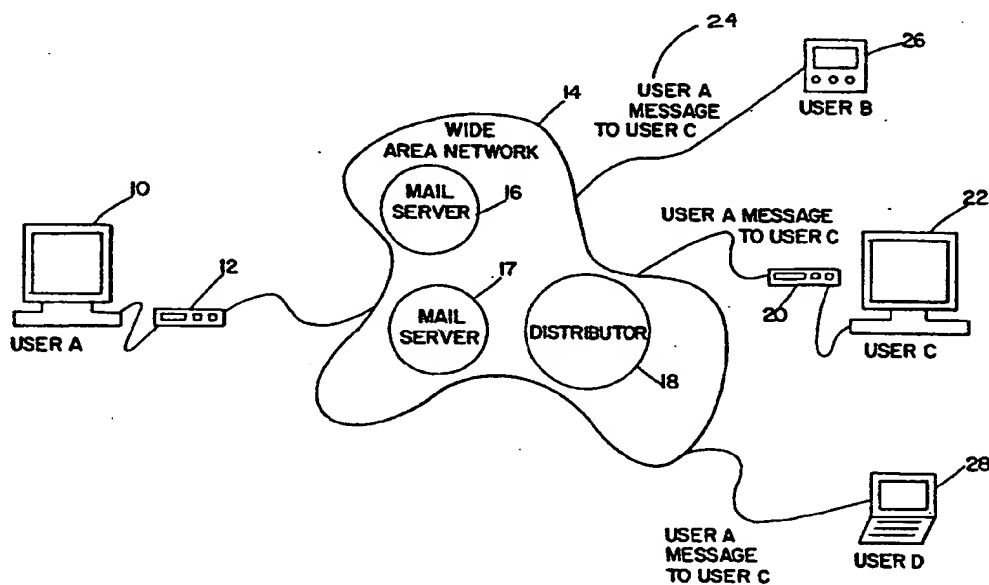 24
26
USER A
MESSAGE
TO USER C
USER B
14
WIDE
AREA NETWORK
10
MAIL
SERVER
16
USER A MESSAGE
TO USER C
22
12
17
MAIL
SERVER
DISTRIBUTOR
20
USER A
USER C
18
28
USER A
MESSAGE
TO USER C
USER D